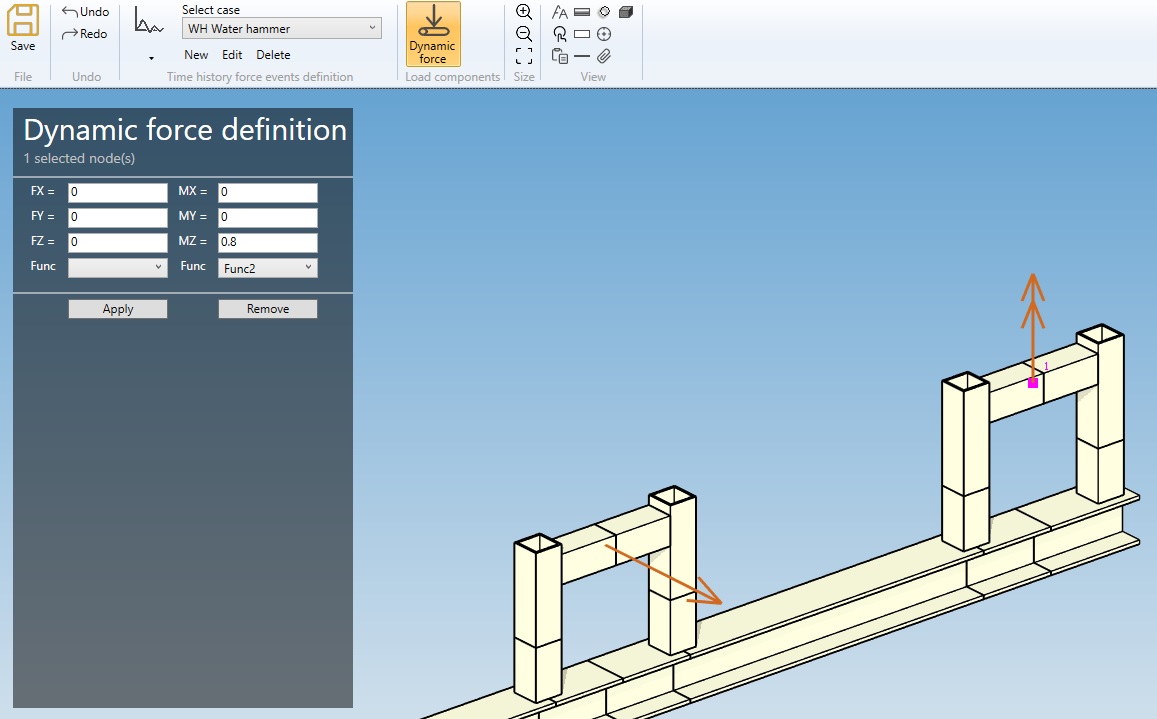 Save
File
Undo
Redo
Undo
Select case
WH Water hammer
New Edit Delete
Time history force events definition
Dynamic
force
Load components
Size
View
Dynamic force definition
1 selected node(s)
FX = 0 MX = 0
FY = 0 MY = 0
FZ = 0 MZ = 0.8
Func Func Func2
Apply Remove
1